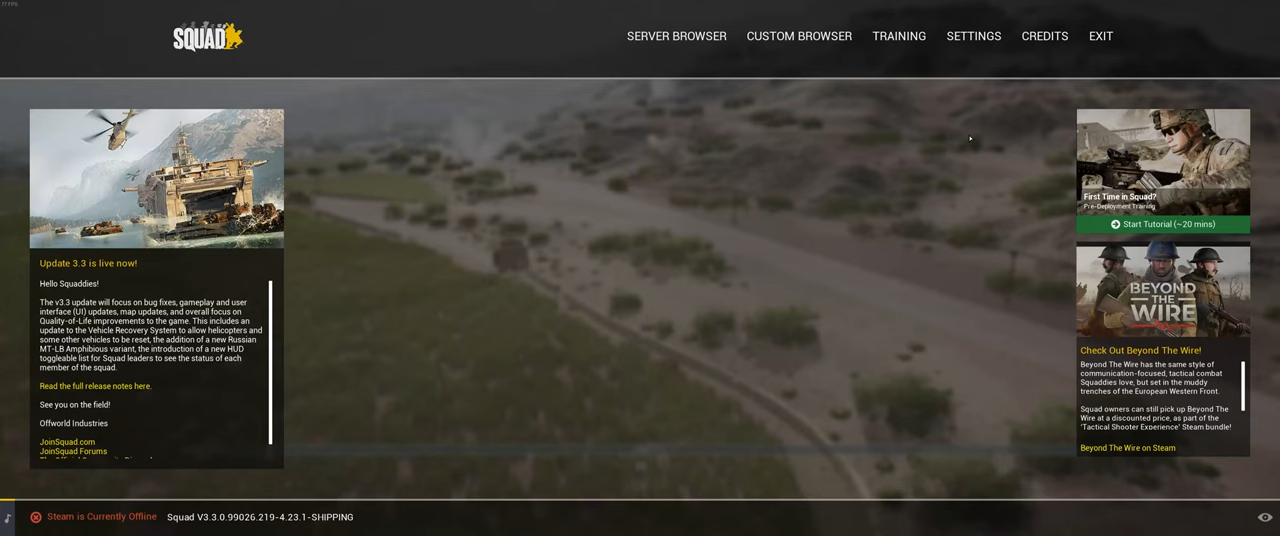 77 FPS
SQUAD
SERVER BROWSER
CUSTOM BROWSER
TRAINING
SETTINGS
CREDITS
EXIT
Update 3.3 is live now!
Hello Squaddies!
The v3.3 update will focus on bug fixes, gameplay and user
interface (UI) updates, map updates, and overall focus on
Quality-of-Life improvements to the game. This includes an
update to the Vehicle Recovery System to allow helicopters and
some other vehicles to be reset, the addition of a new Russian
MT-LB Amphibious variant, the introduction of a new HUD
toggleable list for Squad leaders to see the status of each
member of the squad.
Read the full release notes here.
See you on the field!
Offworld Industries
JoinSquad.com
JoinSquad Forums
First Time in Squad?
Pre-Deployment Training
Start Tutorial (~20 mins)
BEYOND
THE
WIRE
Check Out Beyond The Wire!
Beyond The Wire has the same style of
communication-focused, tactical combat
Squaddies love, but set in the muddy
trenches of the European Western Front.
Squad owners can still pick up Beyond The
Wire at a discounted price, as part of the
'Tactical Shooter Experience' Steam bundle!
Beyond The Wire on Steam
Steam is Currently Offline
Squad V3.3.0.99026.219-4.23.1-SHIPPING